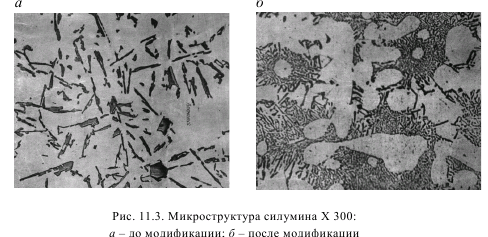 а б
Рис. 11.3. Микроструктура силумина X 300:
а – до модификации; б – после модификации